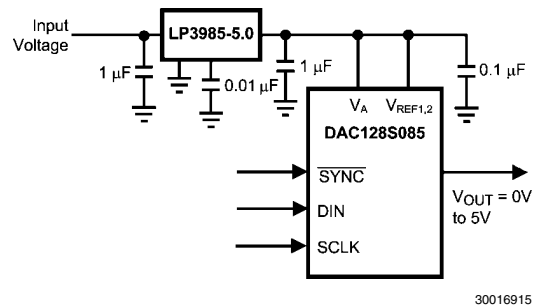 Input
Voltage
LP3985-5.0
1 μF
0.01 μF
1 μF
0.1 μF
VA
VREF1,2
DAC128S085
SYNC
DIN
SCLK
VOUT = 0V
to 5V
30016915